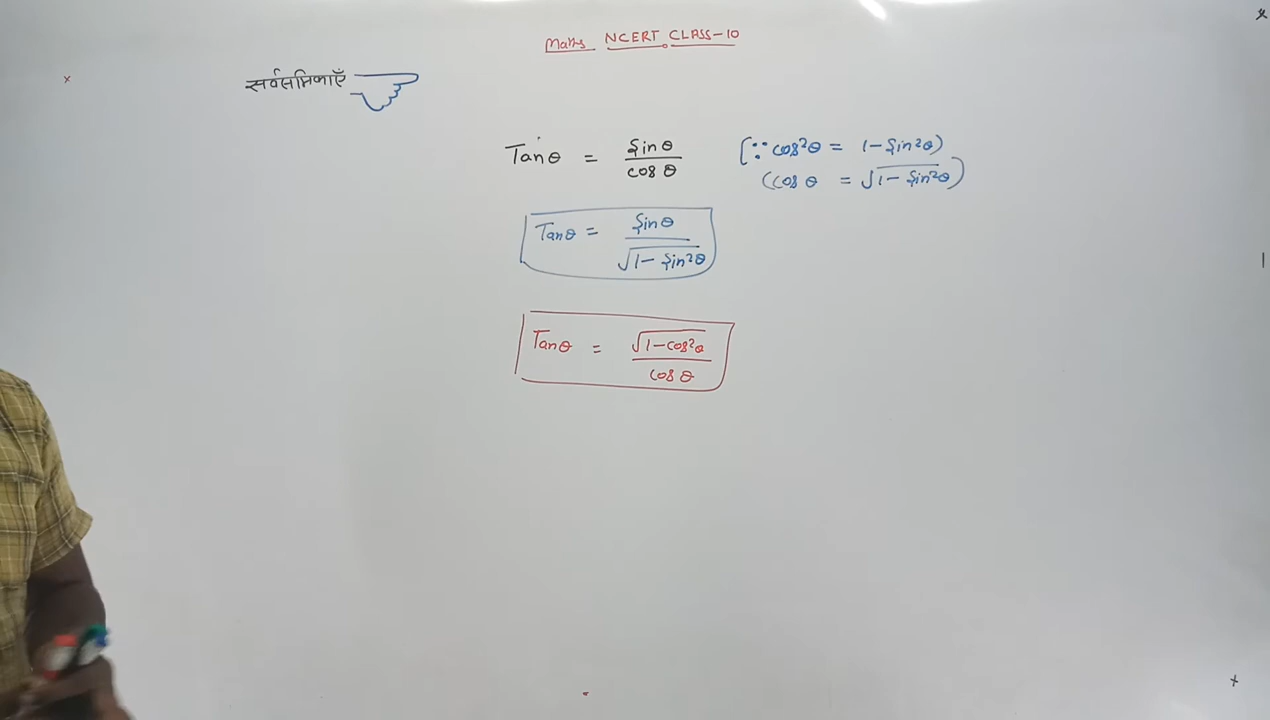 Maths NCERT CLASS-10
सर्वसमिकाएँ
Tanθ = sinθ / cosθ [∵ cos²θ = 1 - sin²θ)
(cosθ = √1 - sin²θ)
Tanθ = sinθ / √1 - sin²θ
Tanθ = √1 - cos²θ / cosθ